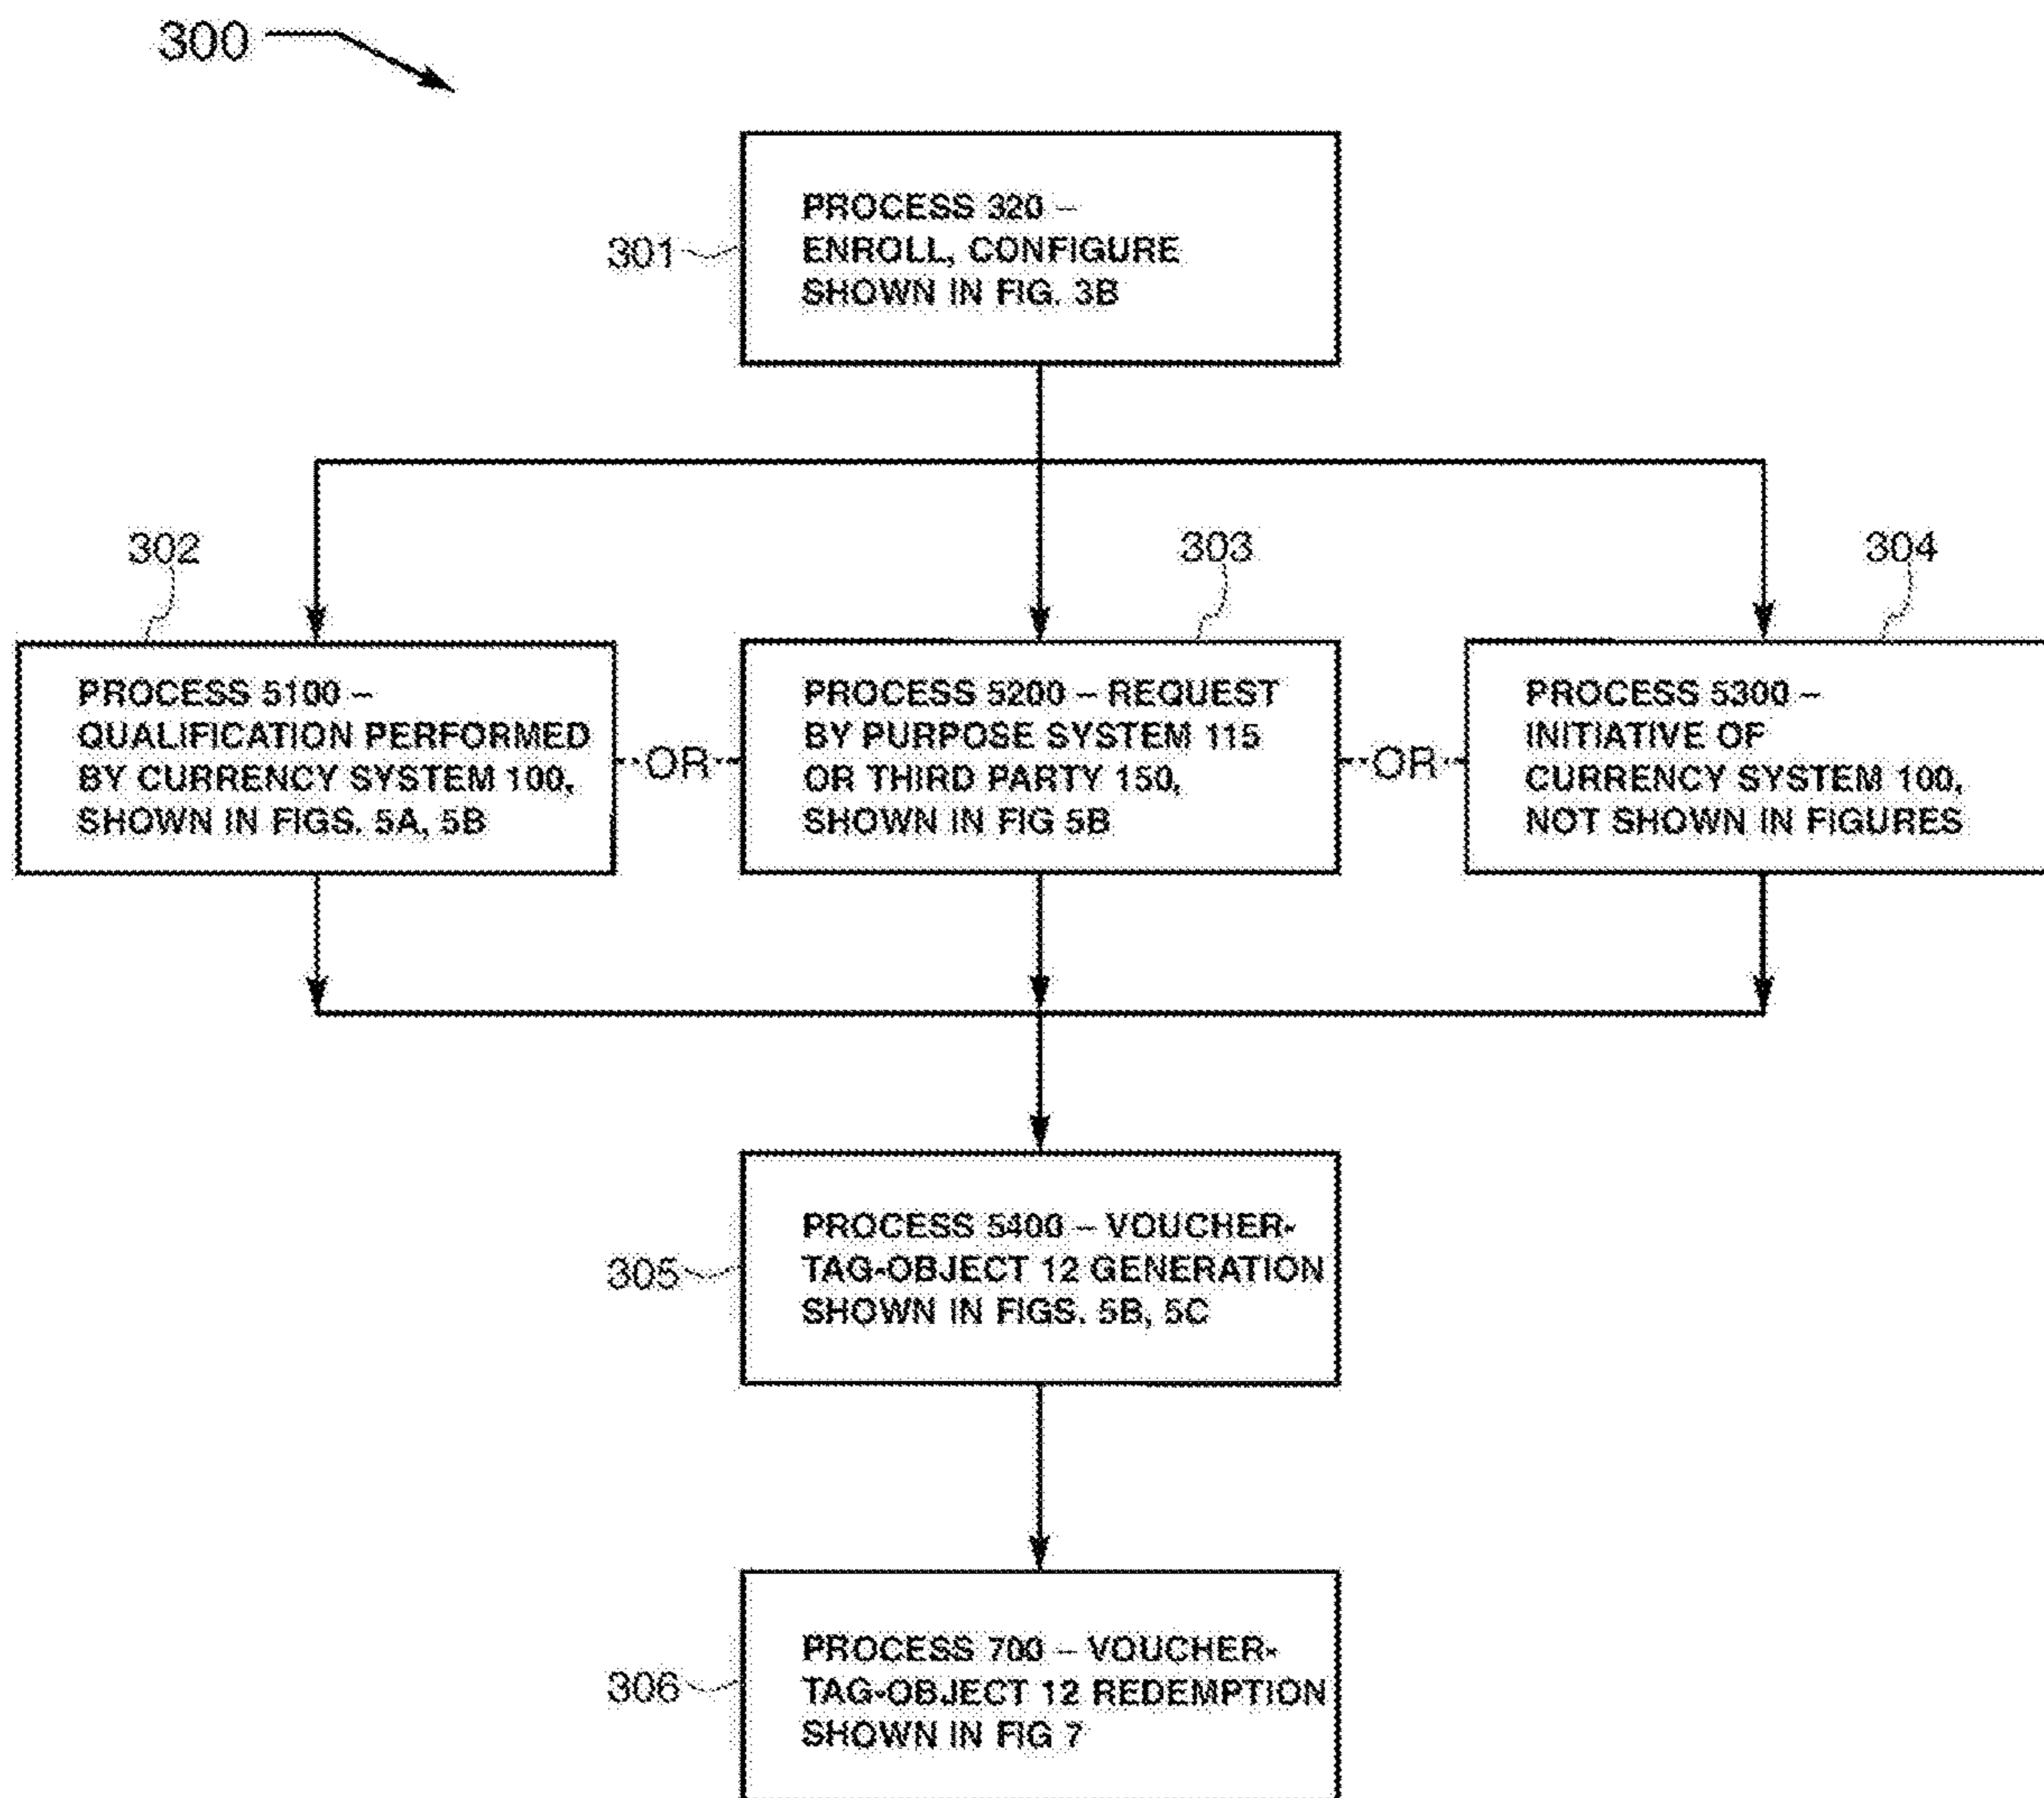 300
PROCESS 320 –
ENROLL, CONFIGURE
SHOWN IN FIG. 3B
301
302
303
304
PROCESS 5100 –
QUALIFICATION PERFORMED
BY CURRENCY SYSTEM 100,
SHOWN IN FIGS. 5A, 5B
OR
PROCESS 5200 – REQUEST
BY PURPOSE SYSTEM 115
OR THIRD PARTY 150,
SHOWN IN FIG 5B
OR
PROCESS 5300 –
INITIATIVE OF
CURRENCY SYSTEM 100,
NOT SHOWN IN FIGURES
PROCESS 5400 – VOUCHER-
TAG-OBJECT 12 GENERATION
SHOWN IN FIGS. 5B, 5C
305
PROCESS 700 – VOUCHER-
TAG-OBJECT 12 REDEMPTION
SHOWN IN FIG 7
306